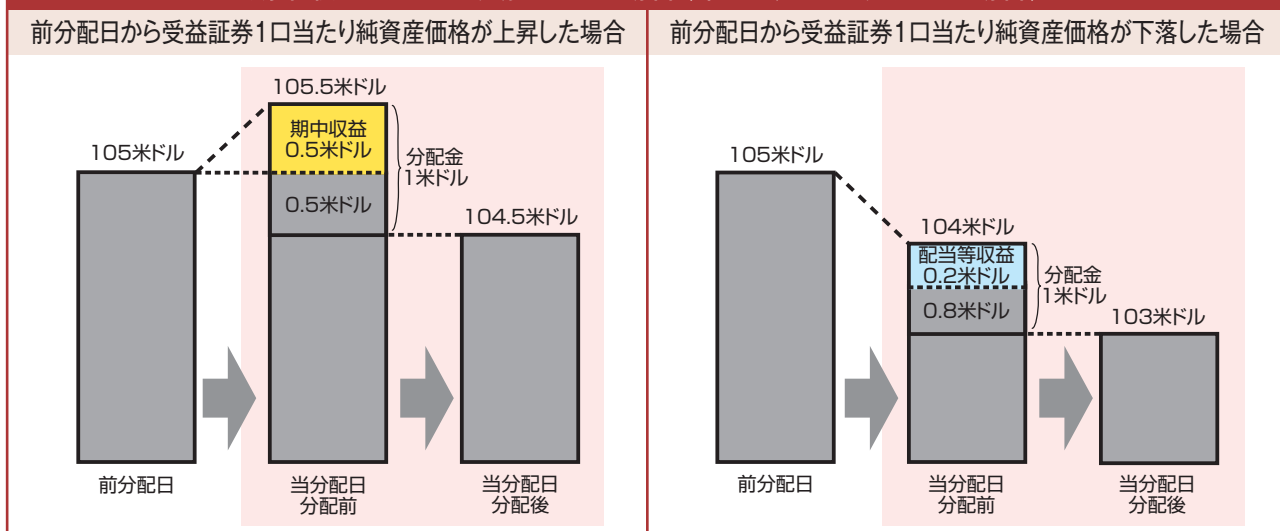 前分配日から受益証券1口当たり純資産価格が上昇した場合
105.5米ドル
期中収益
0.5米ドル
分配金
1米ドル
105米ドル
0.5米ドル
104.5米ドル
前分配日
当分配日
分配前
当分配日
分配後
前分配日から受益証券1口当たり純資産価格が下落した場合
105米ドル
104米ドル
配当等収益
0.2米ドル
分配金
1米ドル
0.8米ドル
103米ドル
前分配日
当分配日
分配前
当分配日
分配後